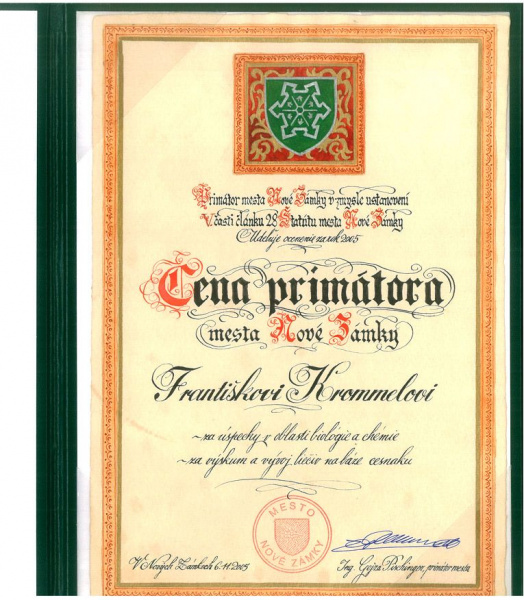 Primátor mesta Nové Zámky v zmysle ustanovení
V. časti článku 28 Štatútu mesta Nové Zámky
Udeľuje ocenenie za rok 2005
Cena primátora
mesta Nové Zámky
Františkovi Krommelovi
~za úspechy v oblasti biológie a chémie
~za výskum a vývoj liečiv na báze cesnaku
MESTO
NOVÉ ZÁMKY
V Nových Zámkoch 6.11.2005
Ing. Gejza Pischinger, primátor mesta